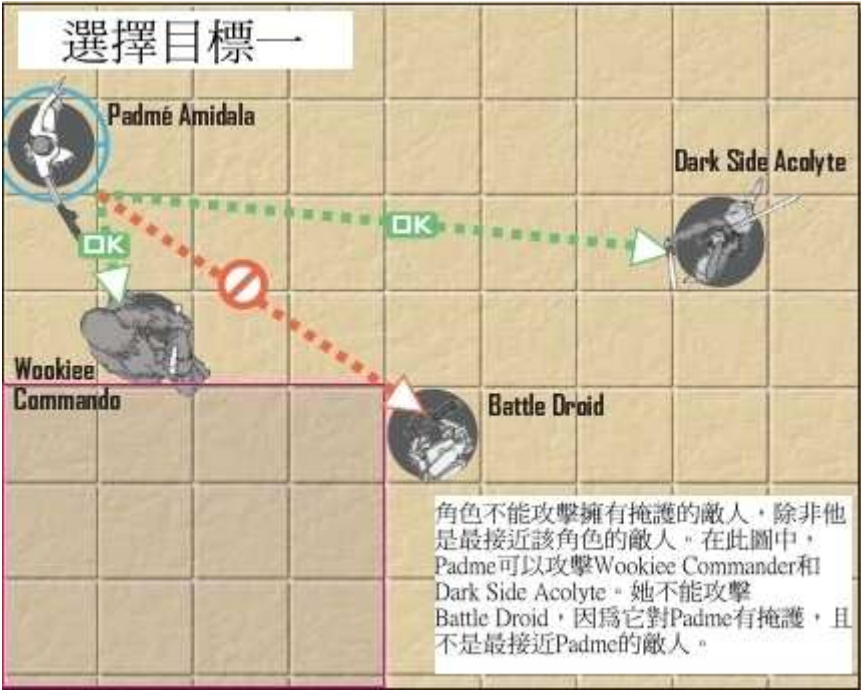 選擇目標一
Padmé Amidala
Dark Side Acolyte
OK
OK
Wookiee
Commando
Battle Droid
角色不能攻擊擁有掩護的敵人，除非他
是最接近該角色的敵人。在此圖中，
Padme可以攻擊Wookiee Commander和
Dark Side Acolyte。她不能攻擊
Battle Droid，因爲它對Padme有掩護，且
不是最接近Padme的敵人。